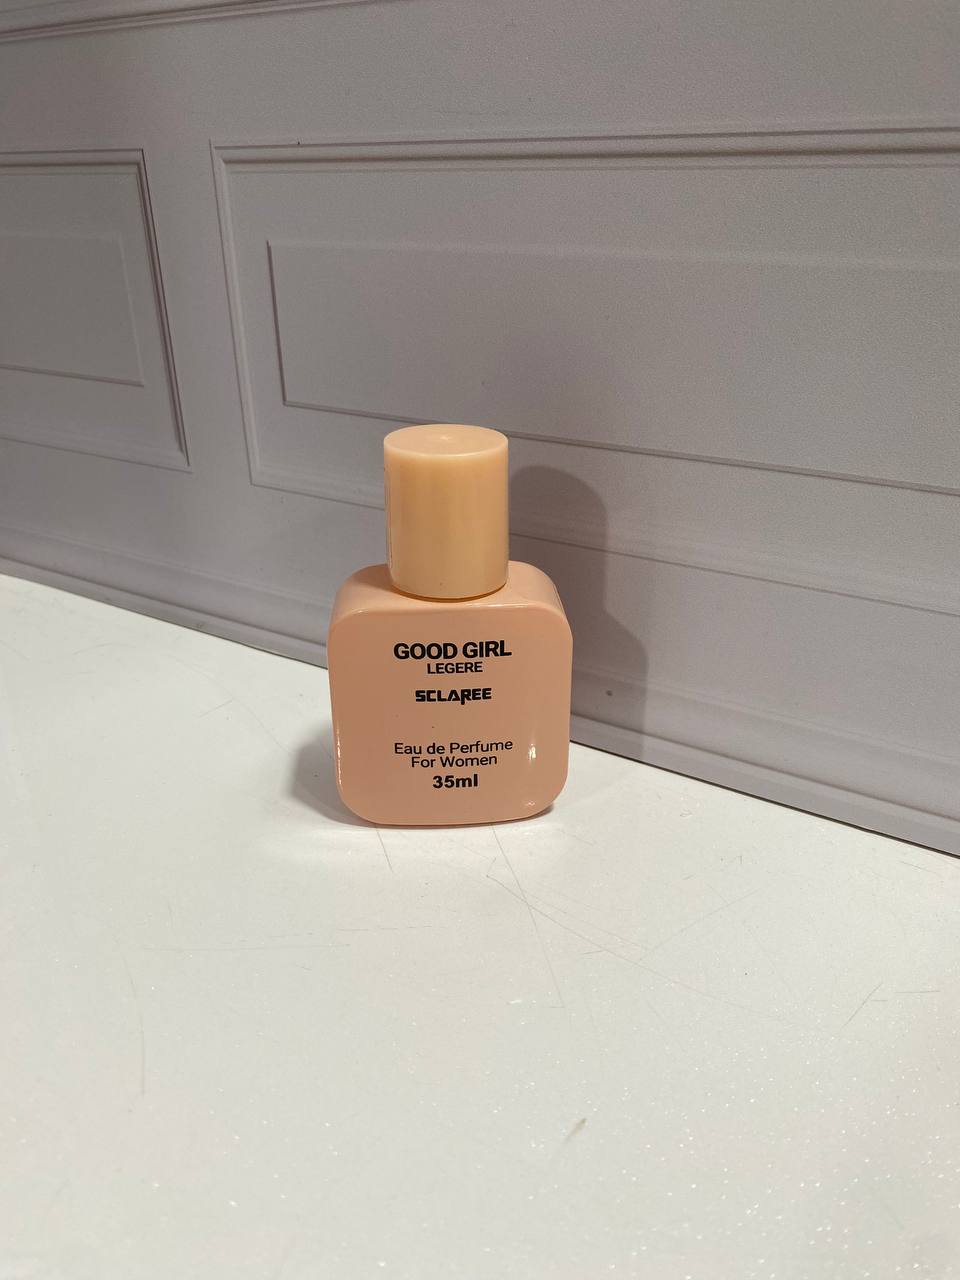 GOOD GIRL
LEGERE
SCLAREE
Eau de Perfume
For Women
35ml